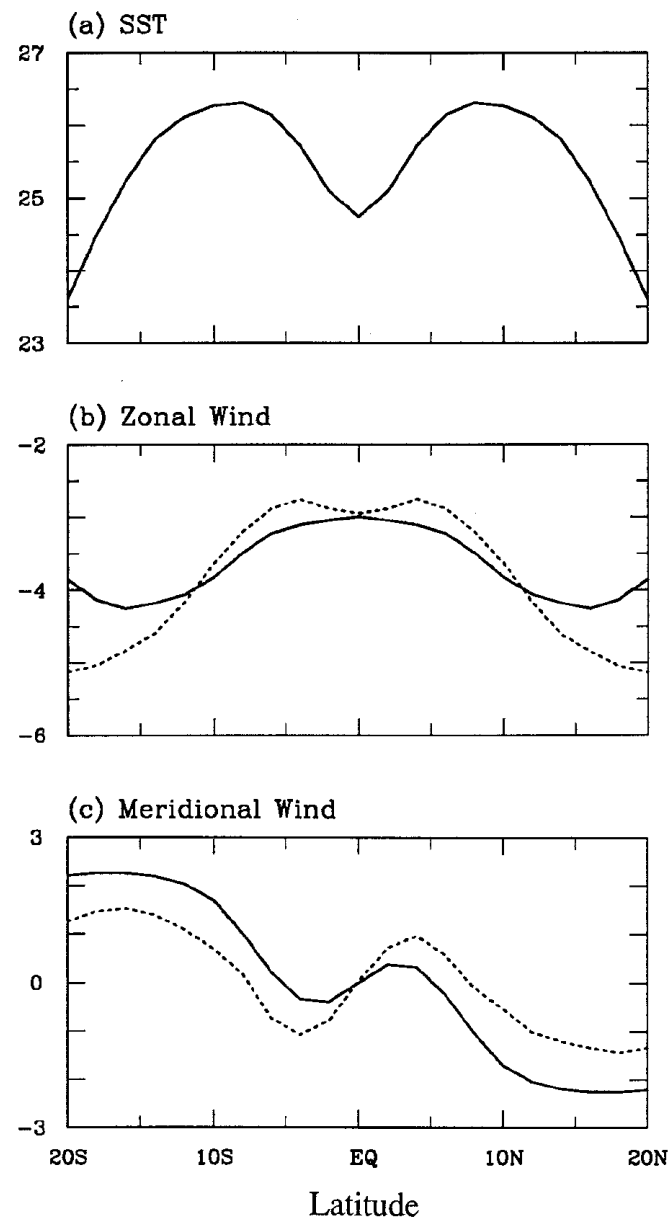 (a) SST
27
25
23
(b) Zonal Wind
-2
-4
-6
(c) Meridional Wind
3
0
-3
20S 10S EQ 10N 20N
Latitude